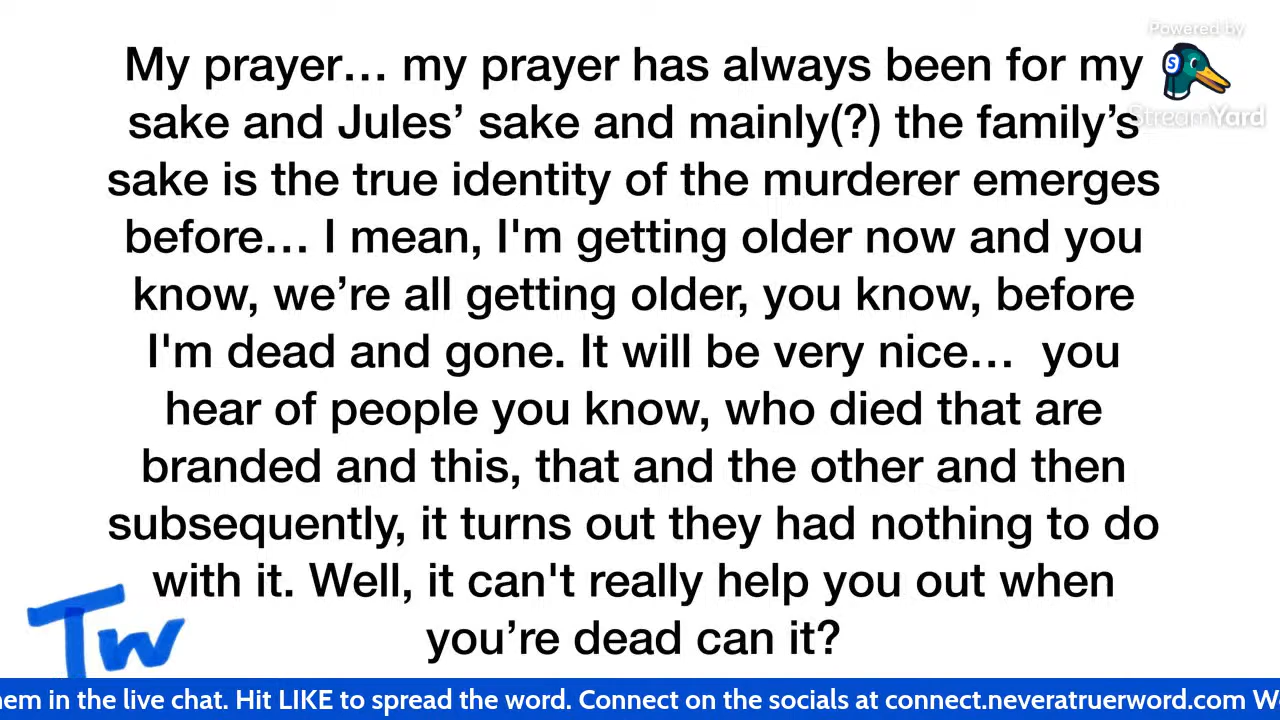 Powered by
StreamYard
My prayer… my prayer has always been for my
sake and Jules’ sake and mainly(?) the family’s
sake is the true identity of the murderer emerges
before… I mean, I'm getting older now and you
know, we’re all getting older, you know, before
I'm dead and gone. It will be very nice…  you
hear of people you know, who died that are
branded and this, that and the other and then
subsequently, it turns out they had nothing to do
with it. Well, it can't really help you out when
you’re dead can it?
Tw
in the live chat. Hit LIKE to spread the word. Connect on the socials at connect.neveratruerword.com